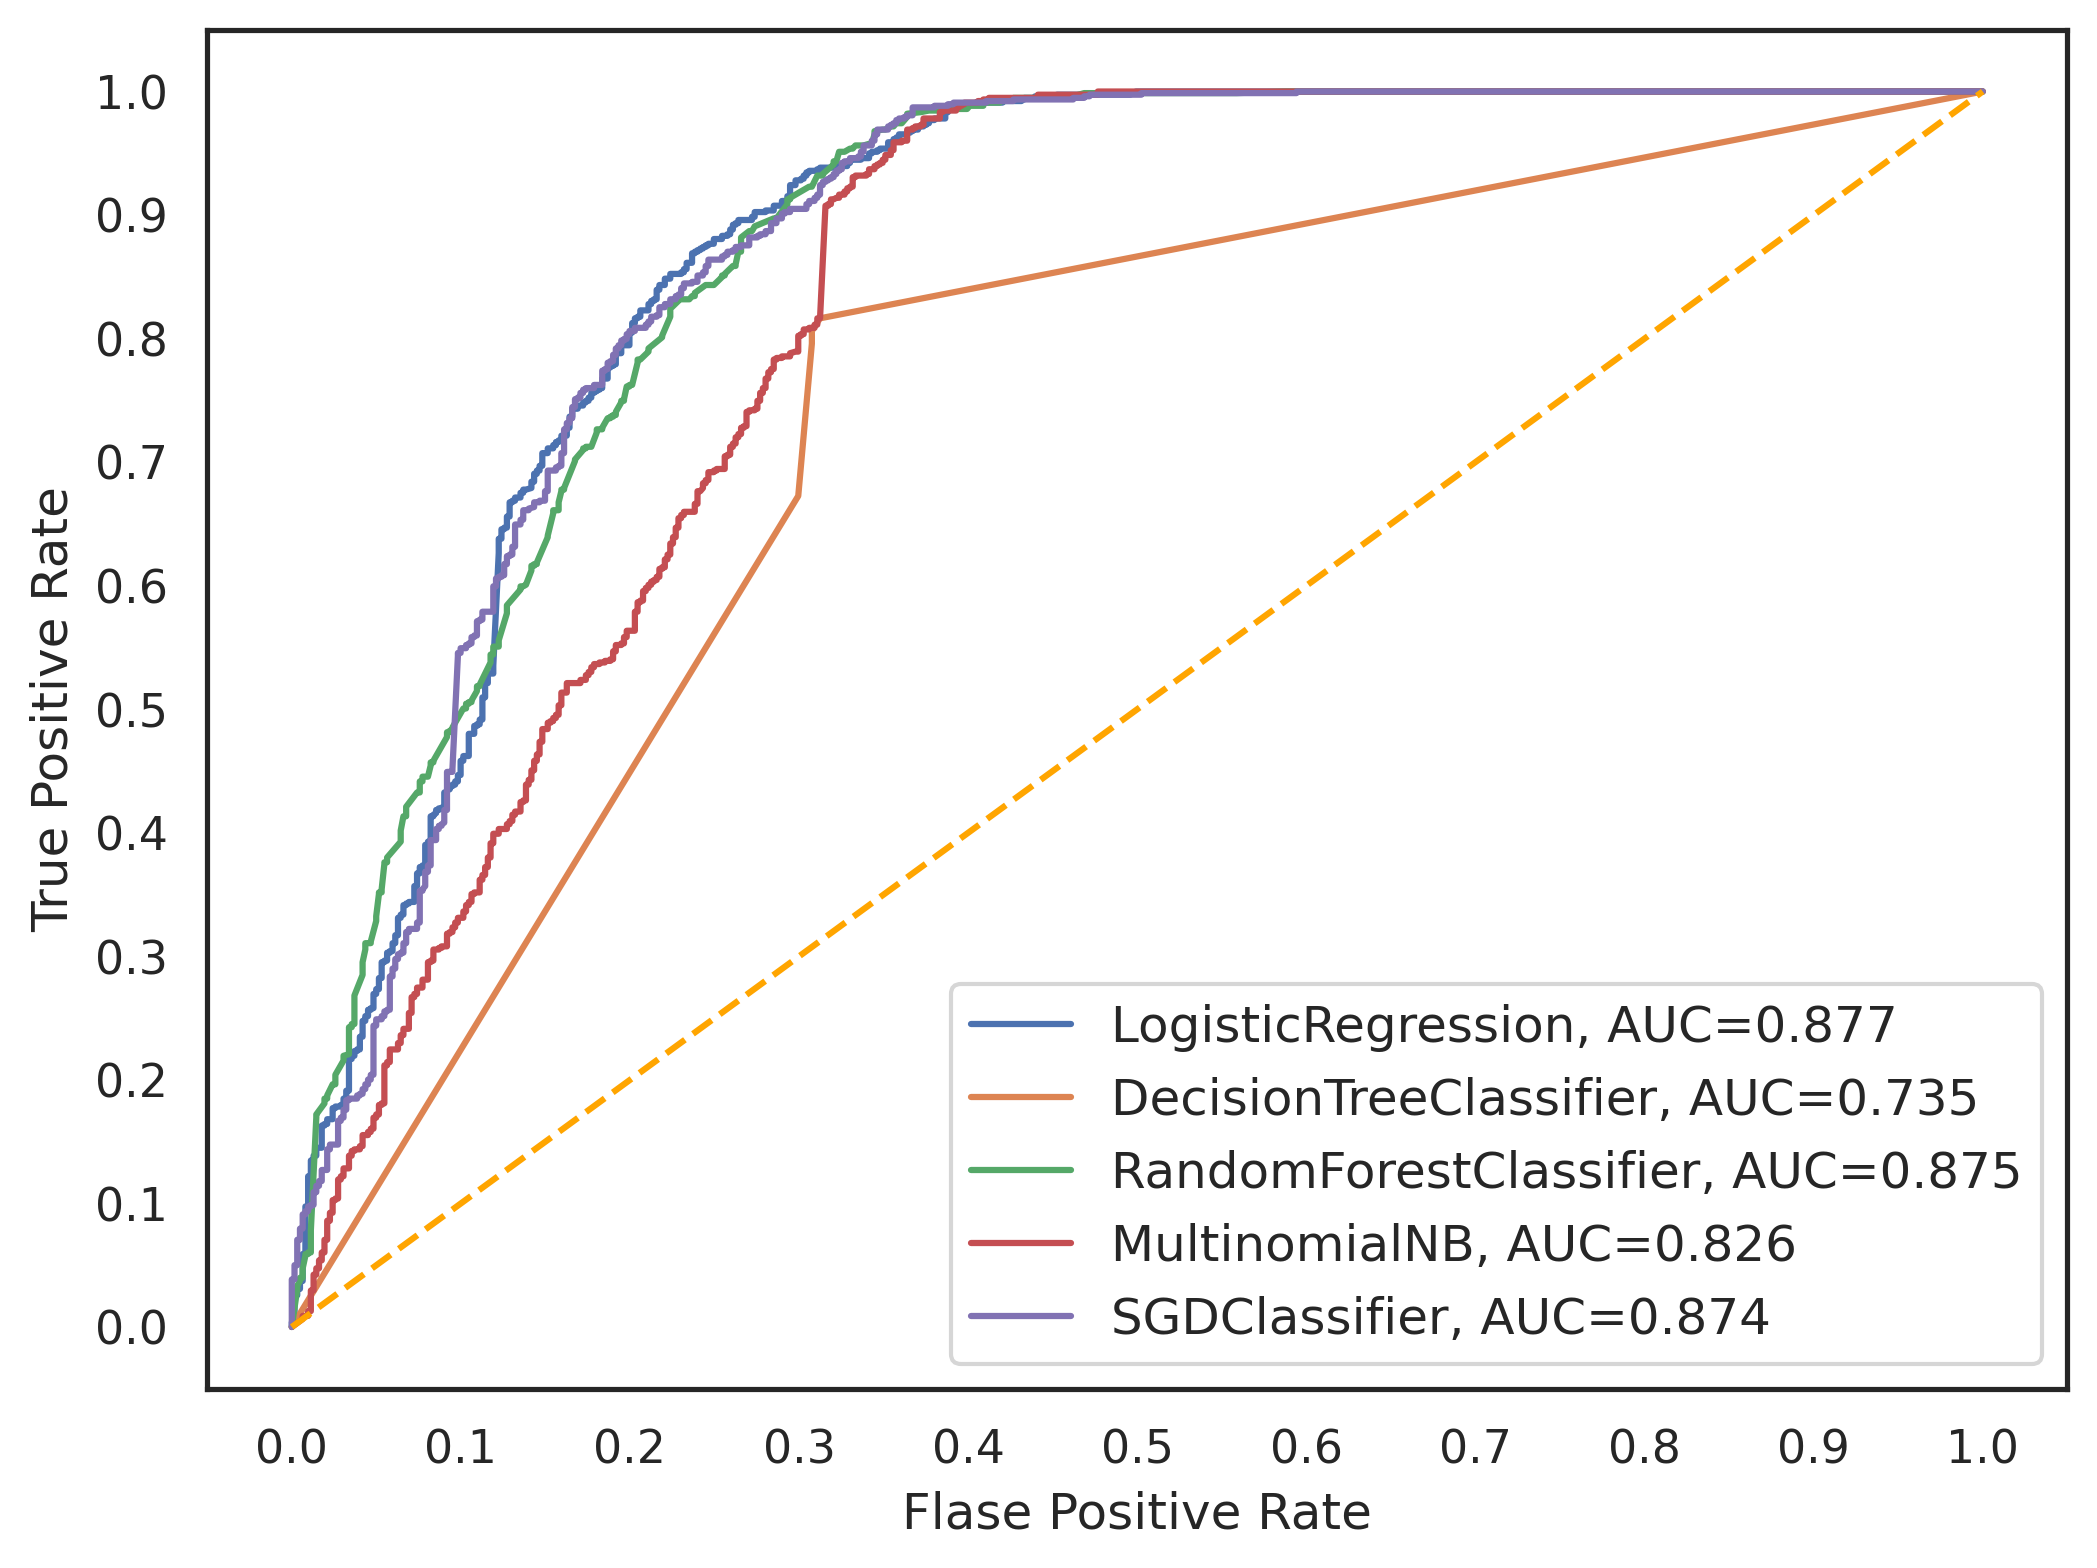 1.0
0.9
0.8
0.7
0.6
0.5
0.4
0.3
0.2
0.1
0.0
True Positive Rate
LogisticRegression, AUC=0.877
DecisionTreeClassifier, AUC=0.735
RandomForestClassifier, AUC=0.875
MultinomialNB, AUC=0.826
SGDClassifier, AUC=0.874
0.0 0.1 0.2 0.3 0.4 0.5 0.6 0.7 0.8 0.9 1.0
Flase Positive Rate